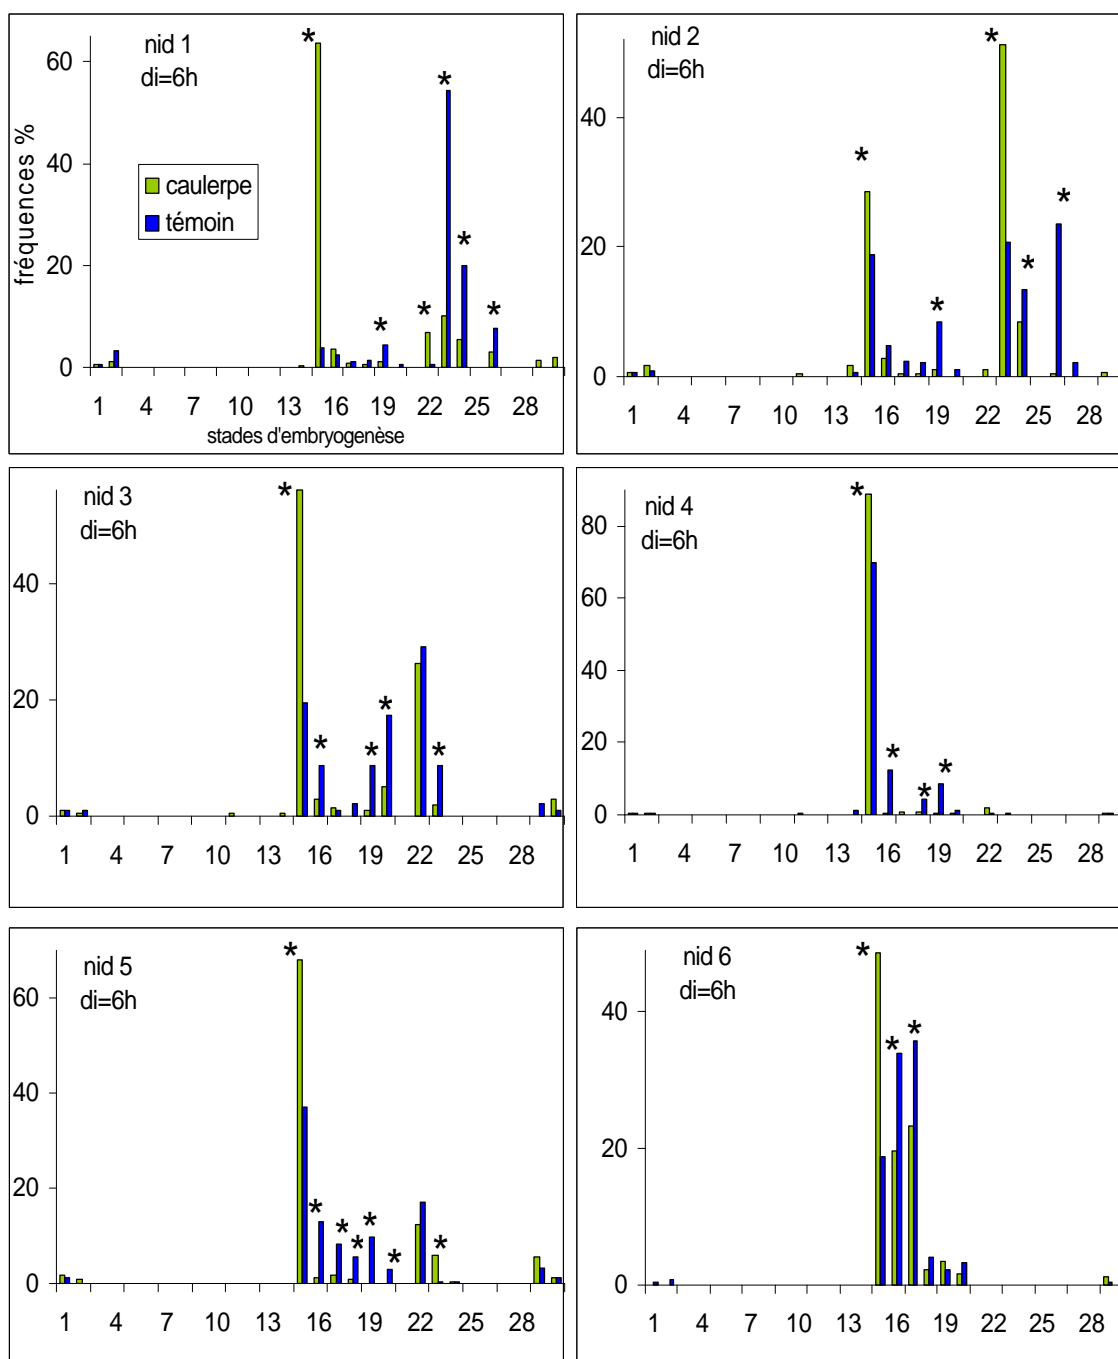 nid 1
di=6h
fréquences %
60
40
20
0
caulerpe
témoin
* * * * * *
1 4 7 10 13 16 19 22 25 28
stades d'embryogenèse
nid 2
di=6h
40
20
0
* * * * *
1 4 7 10 13 16 19 22 25 28
nid 3
di=6h
40
20
0
* * * * *
1 4 7 10 13 16 19 22 25 28
nid 4
di=6h
80
60
40
20
0
* * * *
1 4 7 10 13 16 19 22 25 28
nid 5
di=6h
60
40
20
0
* * * * * * *
1 4 7 10 13 16 19 22 25 28
nid 6
di=6h
40
20
0
* * *
1 4 7 10 13 16 19 22 25 28